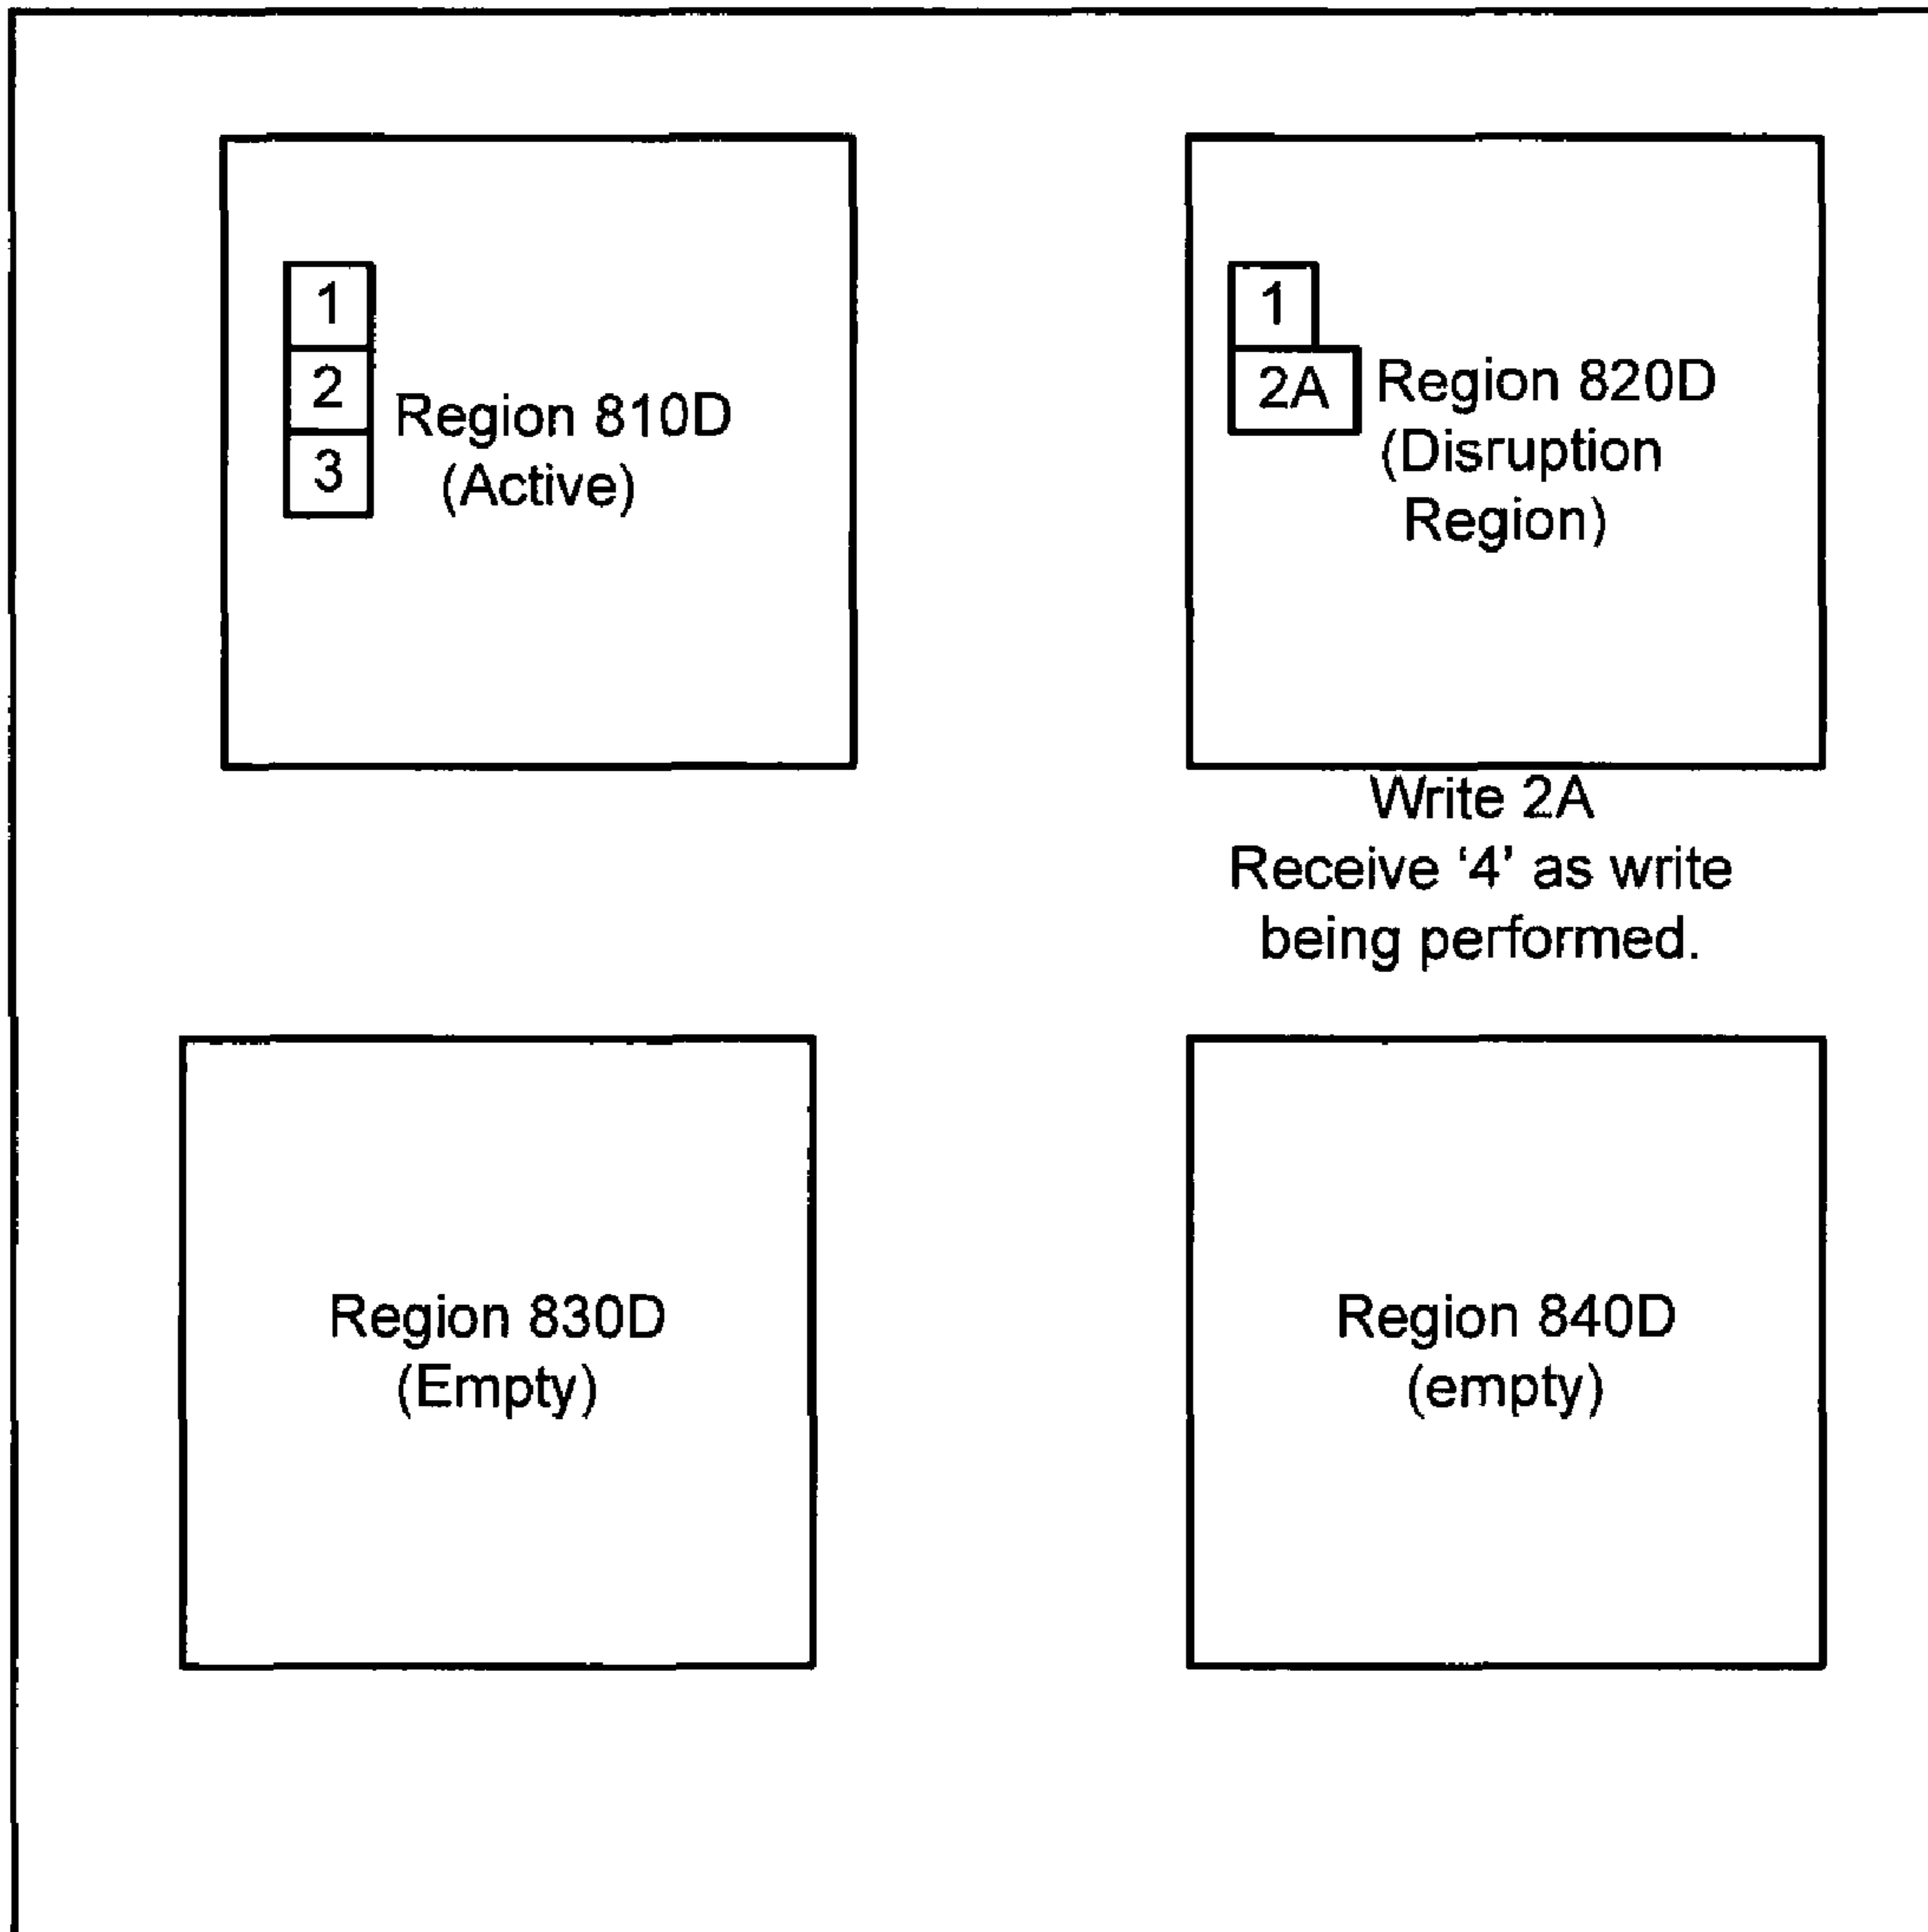 1
2
3
Region 810D
(Active)
1
2A
Region 820D
(Disruption
Region)
Write 2A
Receive ‘4’ as write
being performed.
Region 830D
(Empty)
Region 840D
(empty)